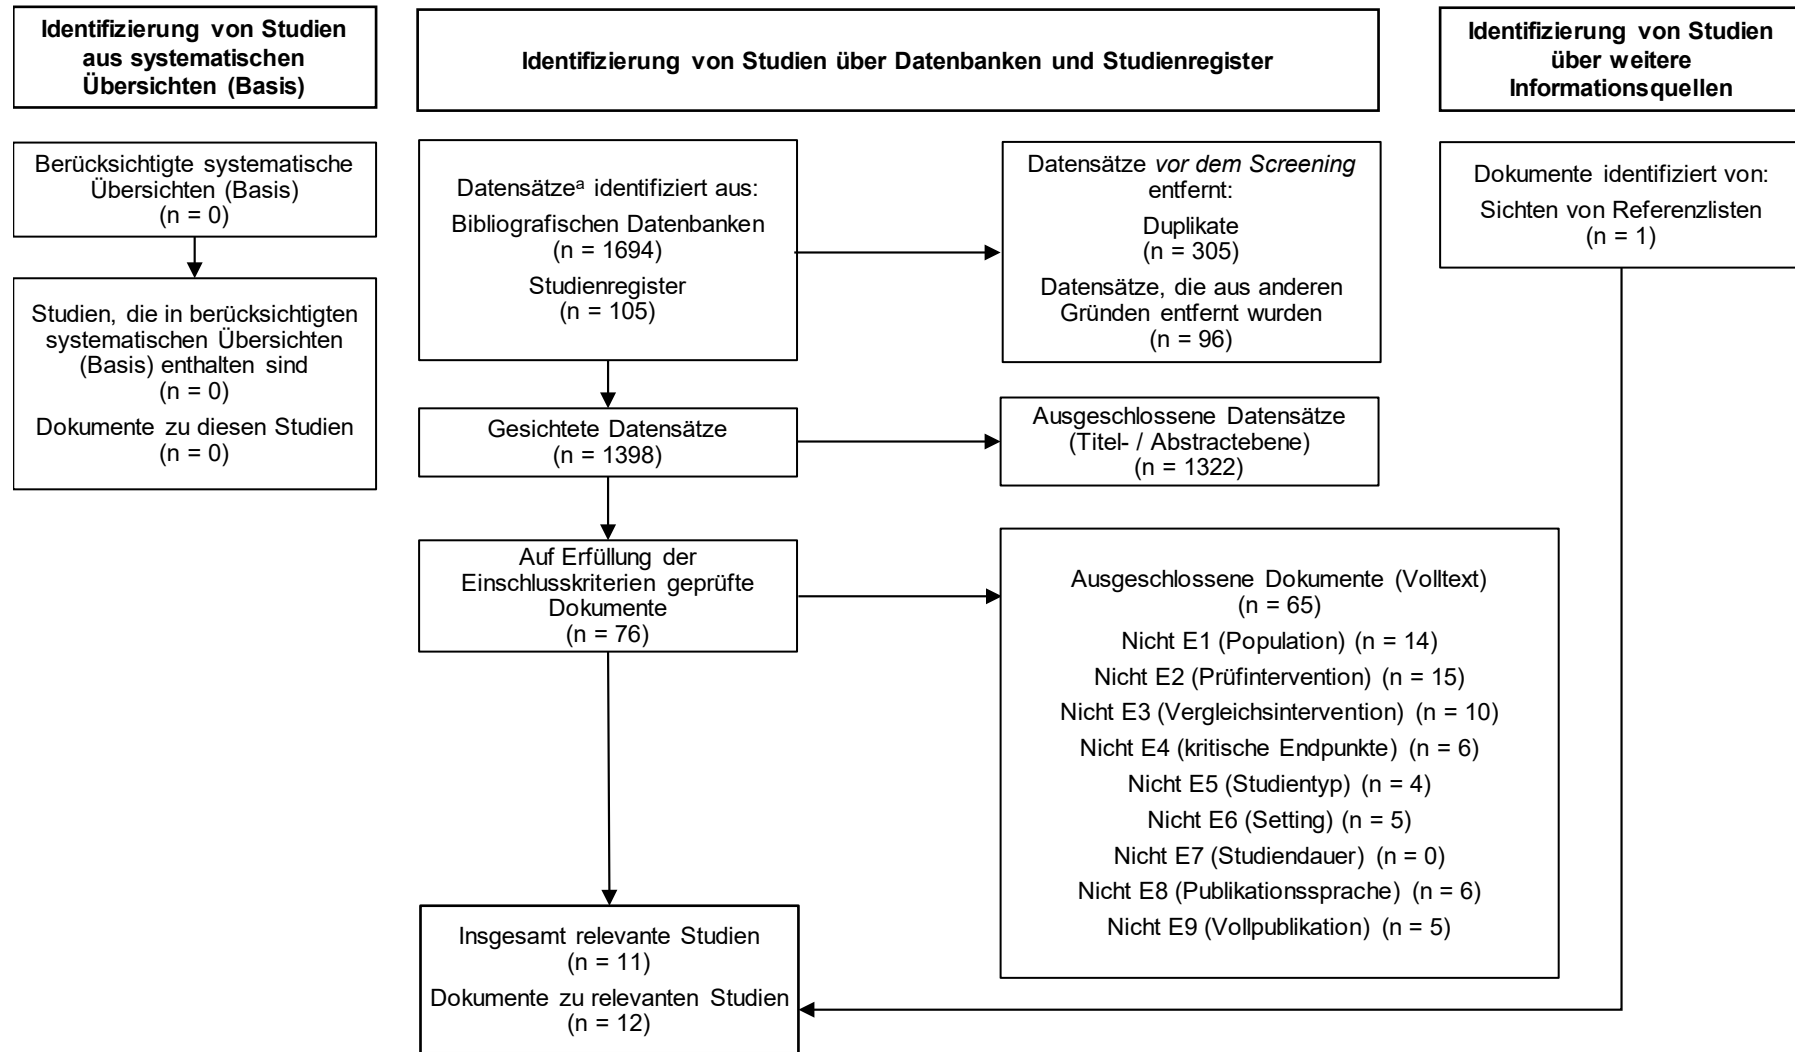 Identifizierung von Studien
aus systematischen
Übersichten (Basis)
Identifizierung von Studien über Datenbanken und Studienregister
Identifizierung von Studien
über weitere
Informationsquellen
Berücksichtigte systematische
Übersichten (Basis)
(n = 0)
Studien, die in berücksichtigten
systematischen Übersichten
(Basis) enthalten sind
(n = 0)
Dokumente zu diesen Studien
(n = 0)
Datensätzeᵃ identifiziert aus:
Bibliografischen Datenbanken
(n = 1694)
Studienregister
(n = 105)
Datensätze vor dem Screening
entfernt:
Duplikate
(n = 305)
Datensätze, die aus anderen
Gründen entfernt wurden
(n = 96)
Dokumente identifiziert von:
Sichten von Referenzlisten
(n = 1)
Gesichtete Datensätze
(n = 1398)
Ausgeschlossene Datensätze
(Titel- / Abstractebene)
(n = 1322)
Auf Erfüllung der
Einschlusskriterien geprüfte
Dokumente
(n = 76)
Ausgeschlossene Dokumente (Volltext)
(n = 65)
Nicht E1 (Population) (n = 14)
Nicht E2 (Prüfintervention) (n = 15)
Nicht E3 (Vergleichsintervention) (n = 10)
Nicht E4 (kritische Endpunkte) (n = 6)
Nicht E5 (Studientyp) (n = 4)
Nicht E6 (Setting) (n = 5)
Nicht E7 (Studiendauer) (n = 0)
Nicht E8 (Publikationssprache) (n = 6)
Nicht E9 (Vollpublikation) (n = 5)
Insgesamt relevante Studien
(n = 11)
Dokumente zu relevanten Studien
(n = 12)